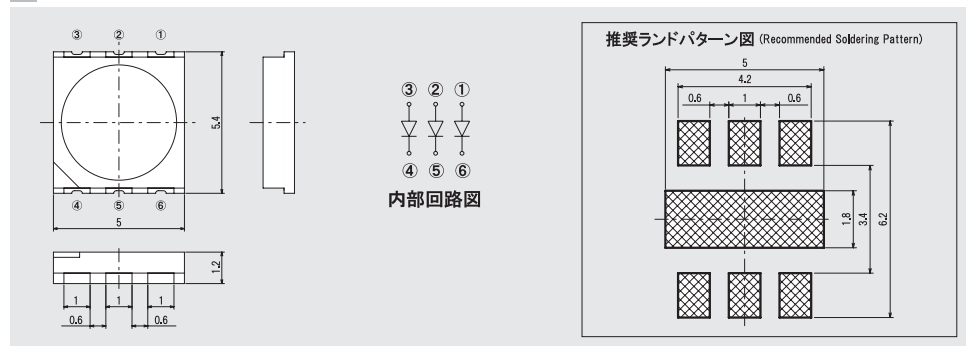 ③ ② ①
5.4
④ ⑤ ⑥
5
1.2
1 1 1
0.6 0.6
③ ② ①
④ ⑤ ⑥
内部回路図
推奨ランドパターン図 (Recommended Soldering Pattern)
5
4.2
0.6 1 0.6
1.8
3.4
6.2